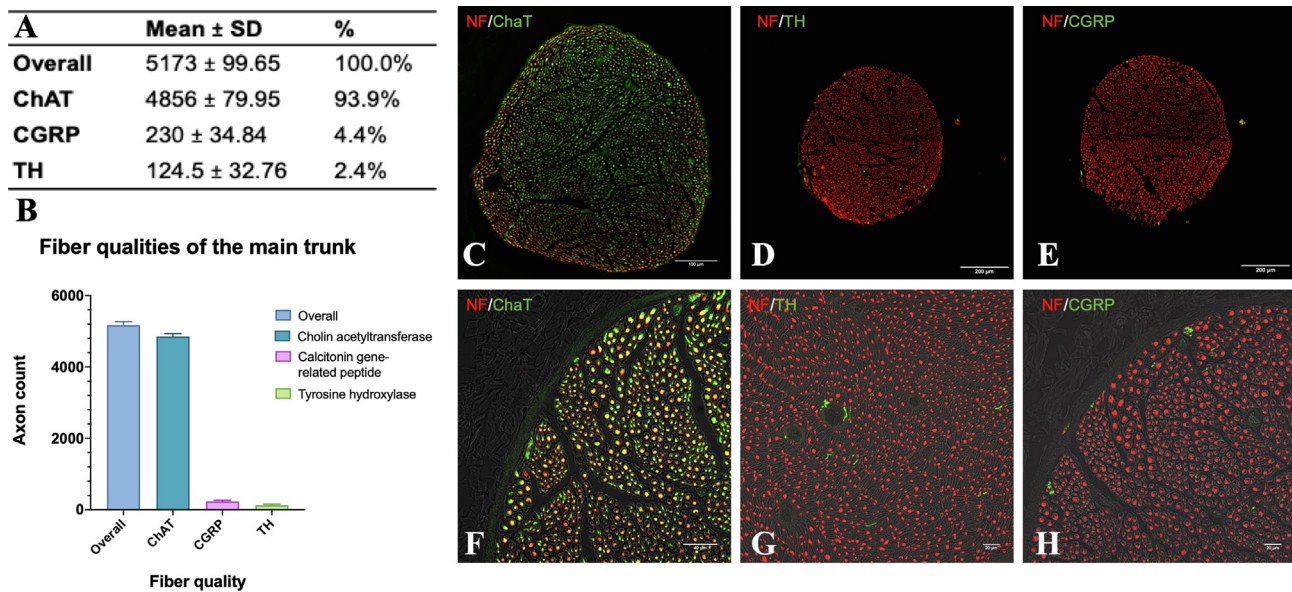 A
Mean ± SD %
Overall 5173 ± 99.65 100.0%
ChAT 4856 ± 79.95 93.9%
CGRP 230 ± 34.84 4.4%
TH 124.5 ± 32.76 2.4%
B
Fiber qualities of the main trunk
6000
4000
2000
0
Axon count
Overall
Cholin acetyltransferase
Calcitonin gene-
related peptide
Tyrosine hydroxylase
Overall
ChAT
CGRP
TH
Fiber quality
NF/ChaT
C
100 µm
NF/TH
D
200 µm
NF/CGRP
E
200 µm
NF/ChaT
F
40 µm
NF/TH
G
20 µm
NF/CGRP
H
20 µm